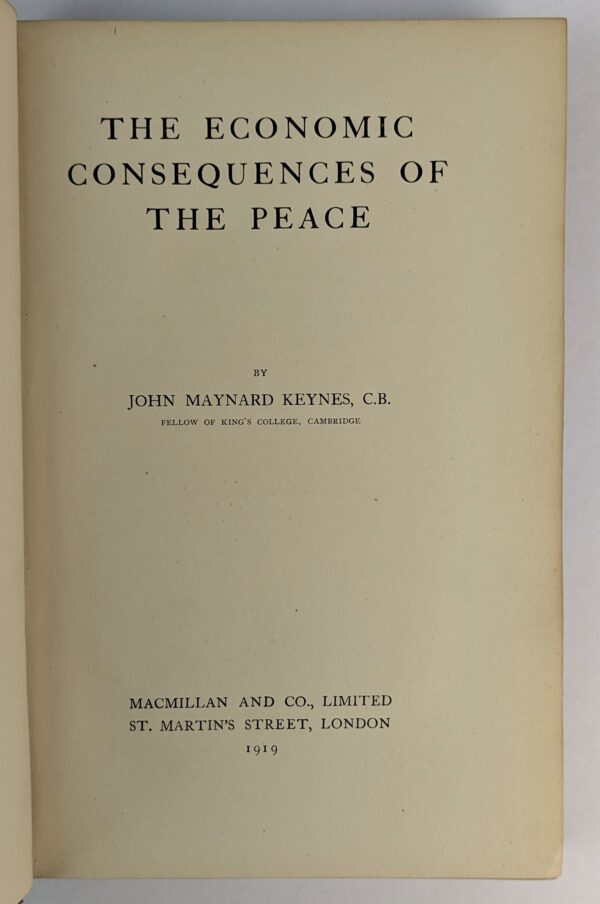 THE ECONOMIC
CONSEQUENCES OF
THE PEACE
BY
JOHN MAYNARD KEYNES, C.B.
FELLOW OF KING'S COLLEGE, CAMBRIDGE
MACMILLAN AND CO., LIMITED
ST. MARTIN'S STREET, LONDON
1919